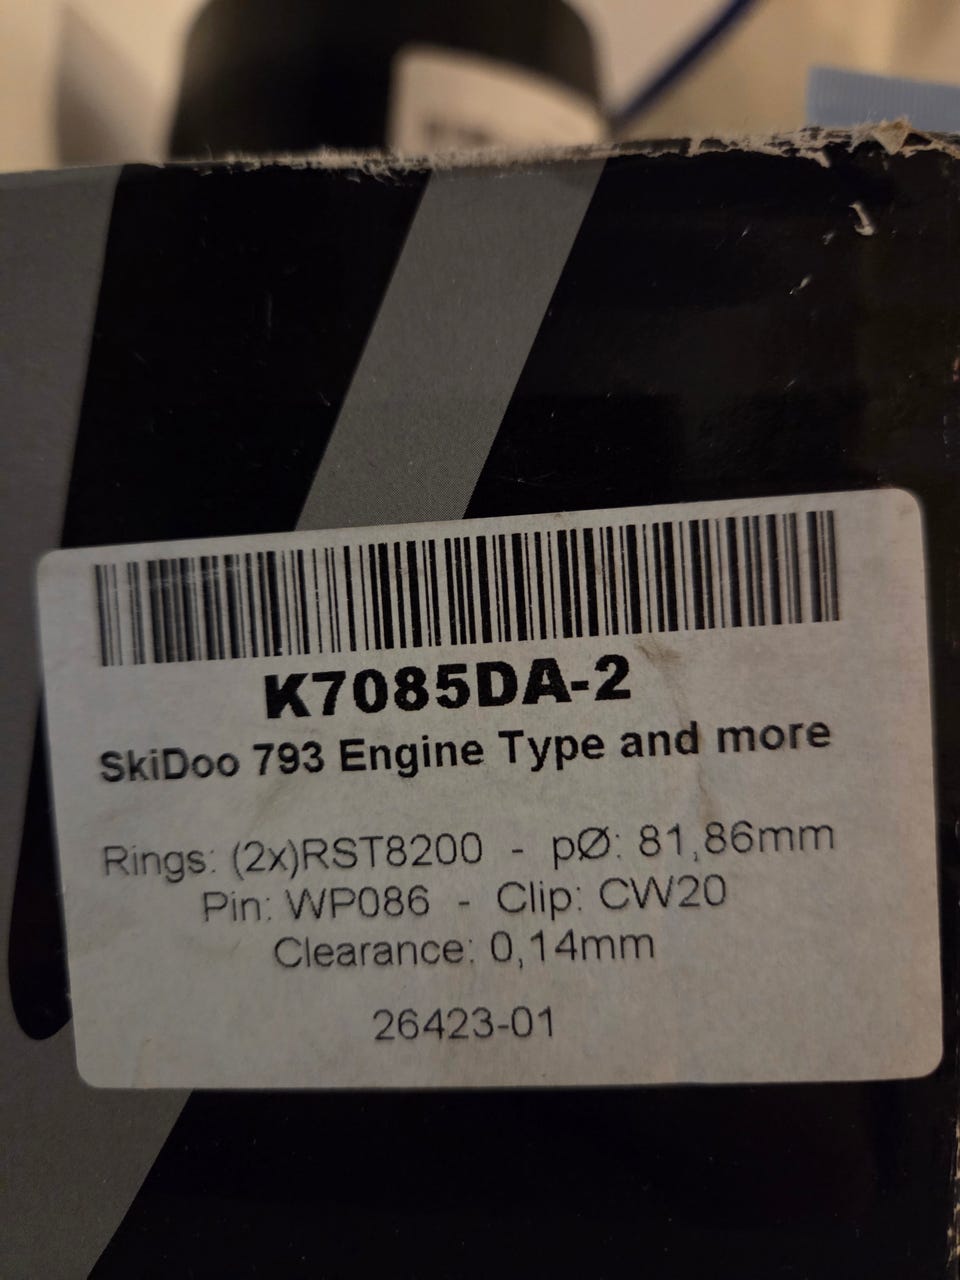 K7085DA-2
SkiDoo 793 Engine Type and more
Rings: (2x)RST8200 - pØ: 81,86mm
Pin: WP086 - Clip: CW20
Clearance: 0,14mm
26423-01